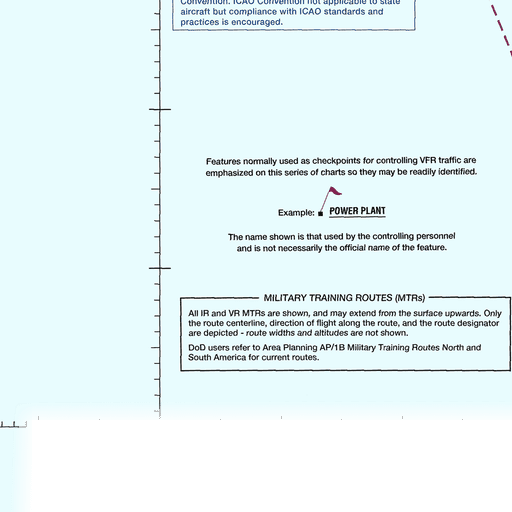 Convention. ICAO Convention not applicable to state
aircraft but compliance with ICAO standards and
practices is encouraged.
Features normally used as checkpoints for controlling VFR traffic are
emphasized on this series of charts so they may be readily identified.
Example: POWER PLANT
The name shown is that used by the controlling personnel
and is not necessarily the official name of the feature.
MILITARY TRAINING ROUTES (MTRs)
All IR and VR MTRs are shown, and may extend from the surface upwards. Only
the route centerline, direction of flight along the route, and the route designator
are depicted - route widths and altitudes are not shown.
DoD users refer to Area Planning AP/1B Military Training Routes North and
South America for current routes.